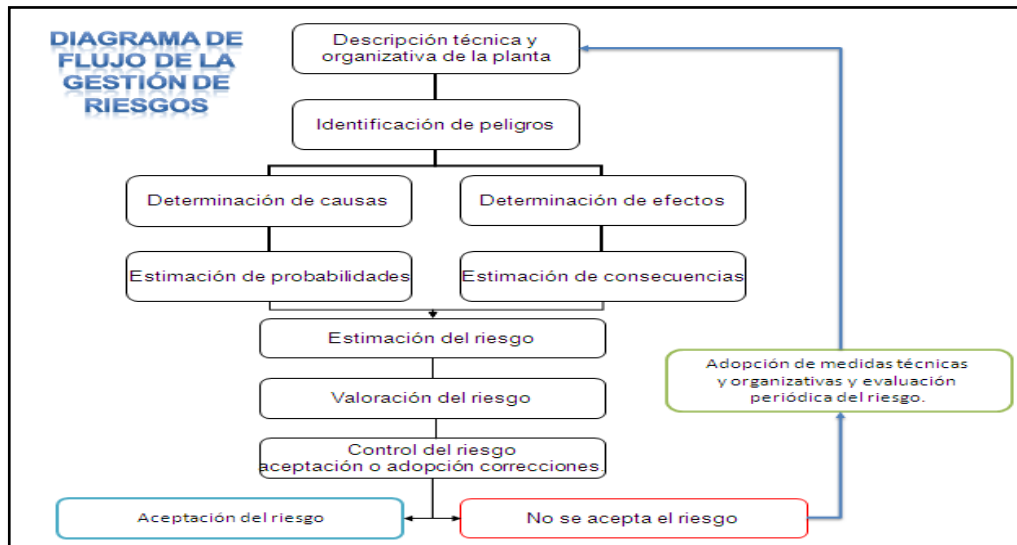 DIAGRAMA DE
FLUJO DE LA
GESTIÓN DE
RIESGOS
Descripción técnica y
organizativa de la planta
Identificación de peligros
Determinación de causas
Determinación de efectos
Estimación de probabilidades
Estimación de consecuencias
Estimación del riesgo
Valoración del riesgo
Control del riesgo
aceptación o adopción correcciones.
Adopción de medidas técnicas
y organizativas y evaluación
periódica del riesgo.
Aceptación del riesgo
No se acepta el riesgo